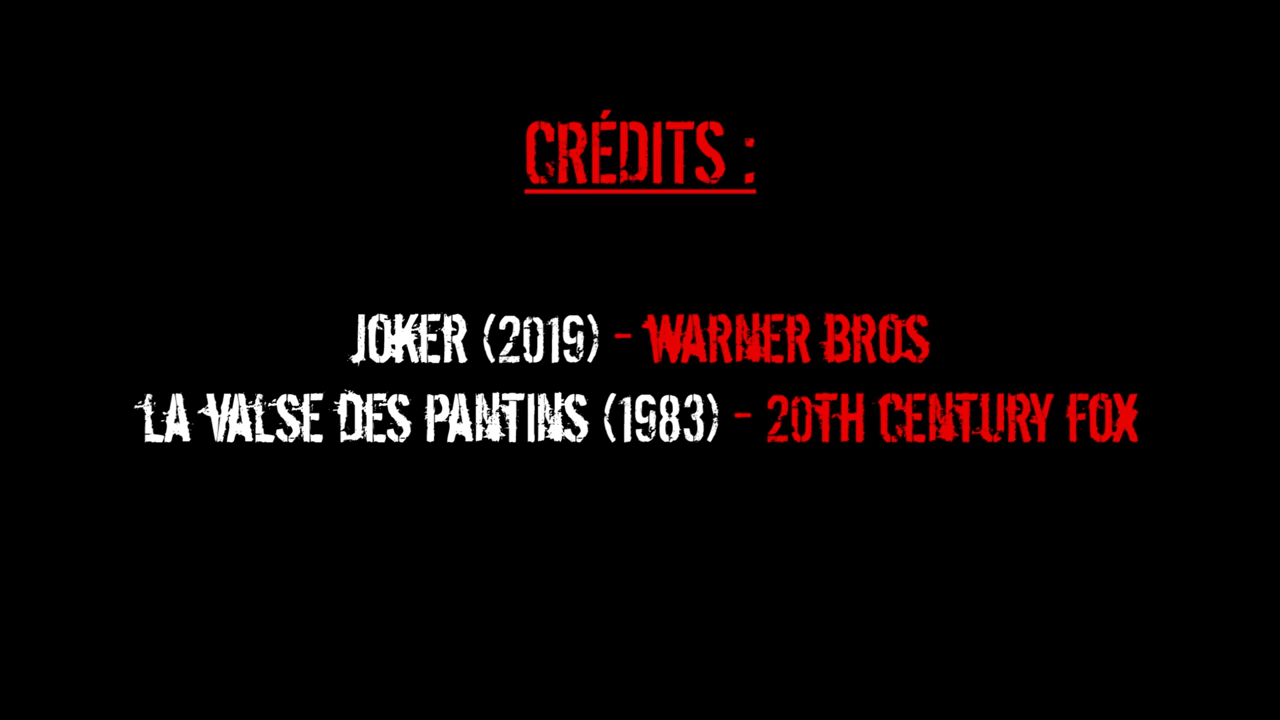 CRÉDITS :
JOKER (2019) - WARNER BROS
LA VALSE DES PANTINS (1983) - 20TH CENTURY FOX